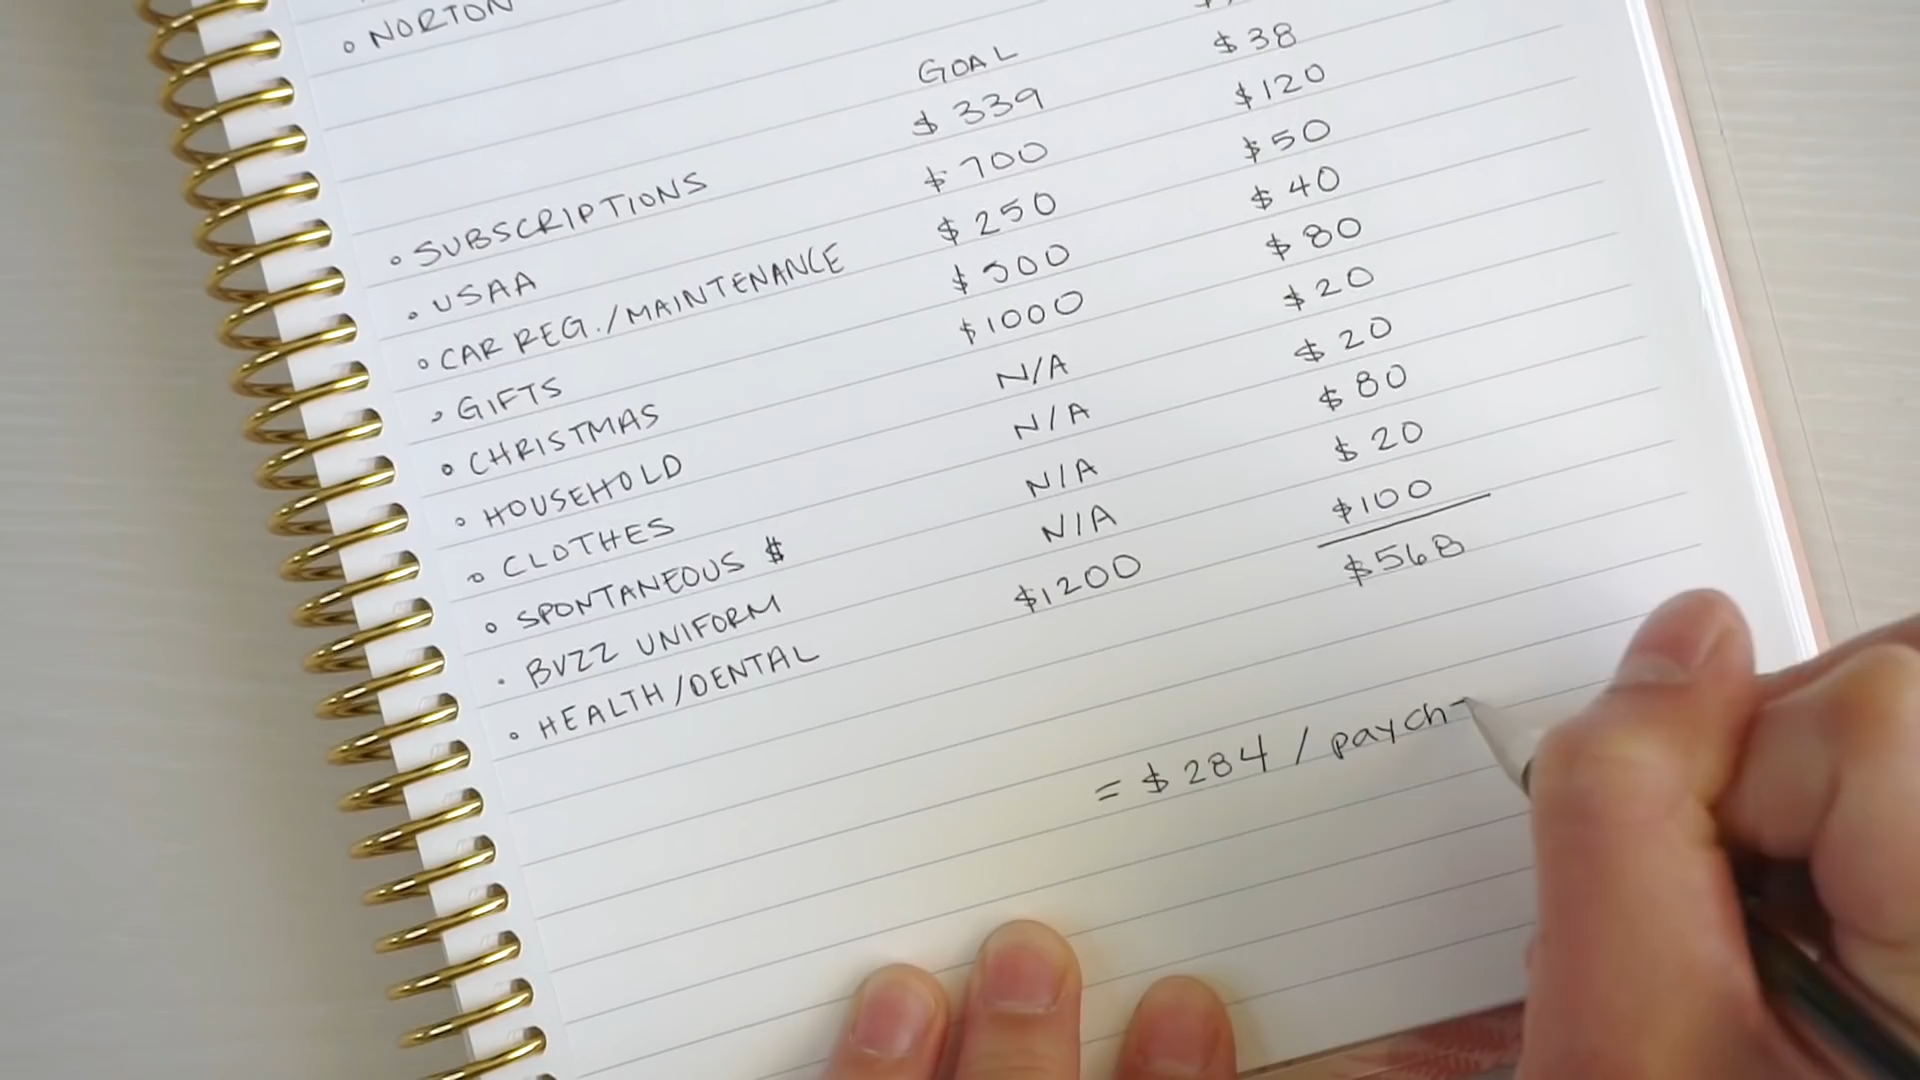 NORTON
GOAL
SUBSCRIPTIONS $339 $38
USAA $700 $120
CAR REG./MAINTENANCE $250 $50
GIFTS $500 $40
CHRISTMAS $1000 $80
HOUSEHOLD N/A $20
CLOTHES N/A $20
SPONTANEOUS $ N/A $80
BUZZ UNIFORM N/A $20
HEALTH/DENTAL $1200 $100
$568
= $284 / paych